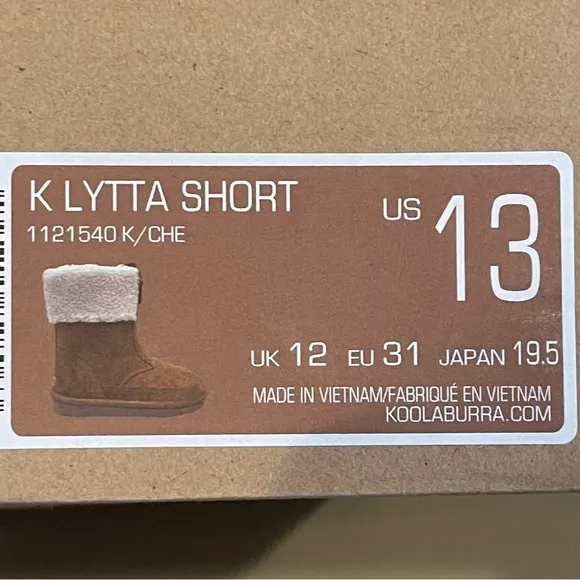 K LYTTA SHORT
1121540 K/CHE
US 13
UK 12 EU 31 JAPAN 19.5
MADE IN VIETNAM/FABRIQUÉ EN VIETNAM
KOOLABURRA.COM